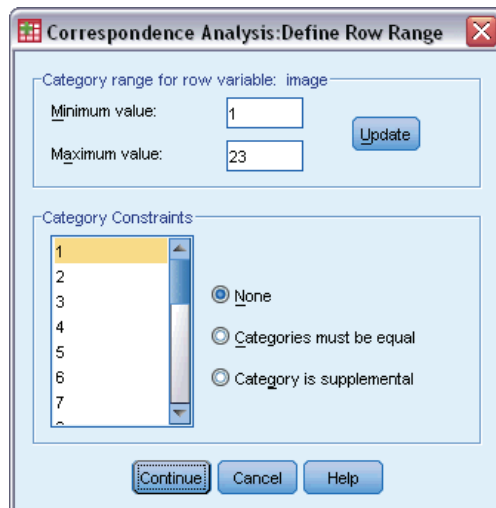 Correspondence Analysis:Define Row Range
Category range for row variable: image
Minimum value:
1
Maximum value:
23
Update
Category Constraints
1
2
3
4
5
6
7
None
Categories must be equal
Category is supplemental
Continue
Cancel
Help